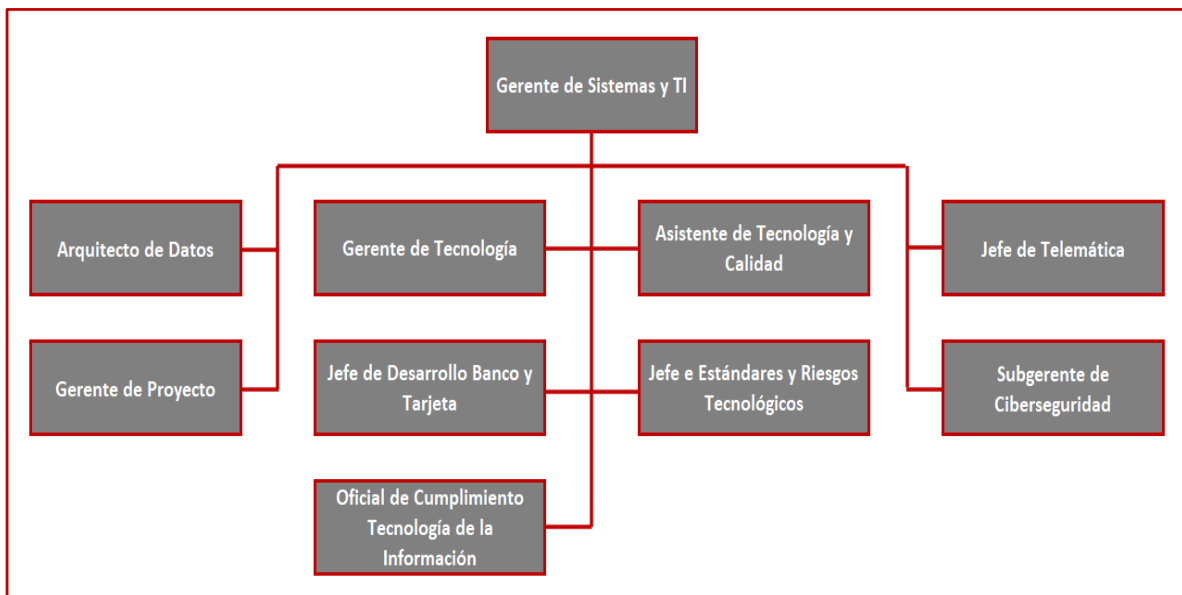 Gerente de Sistemas y TI
Arquitecto de Datos
Gerente de Tecnología
Asistente de Tecnología y
Calidad
Jefe de Telemática
Gerente de Proyecto
Jefe de Desarrollo Banco y
Tarjeta
Jefe e Estándares y Riesgos
Tecnológicos
Subgerente de
Ciberseguridad
Oficial de Cumplimiento
Tecnología de la
Información